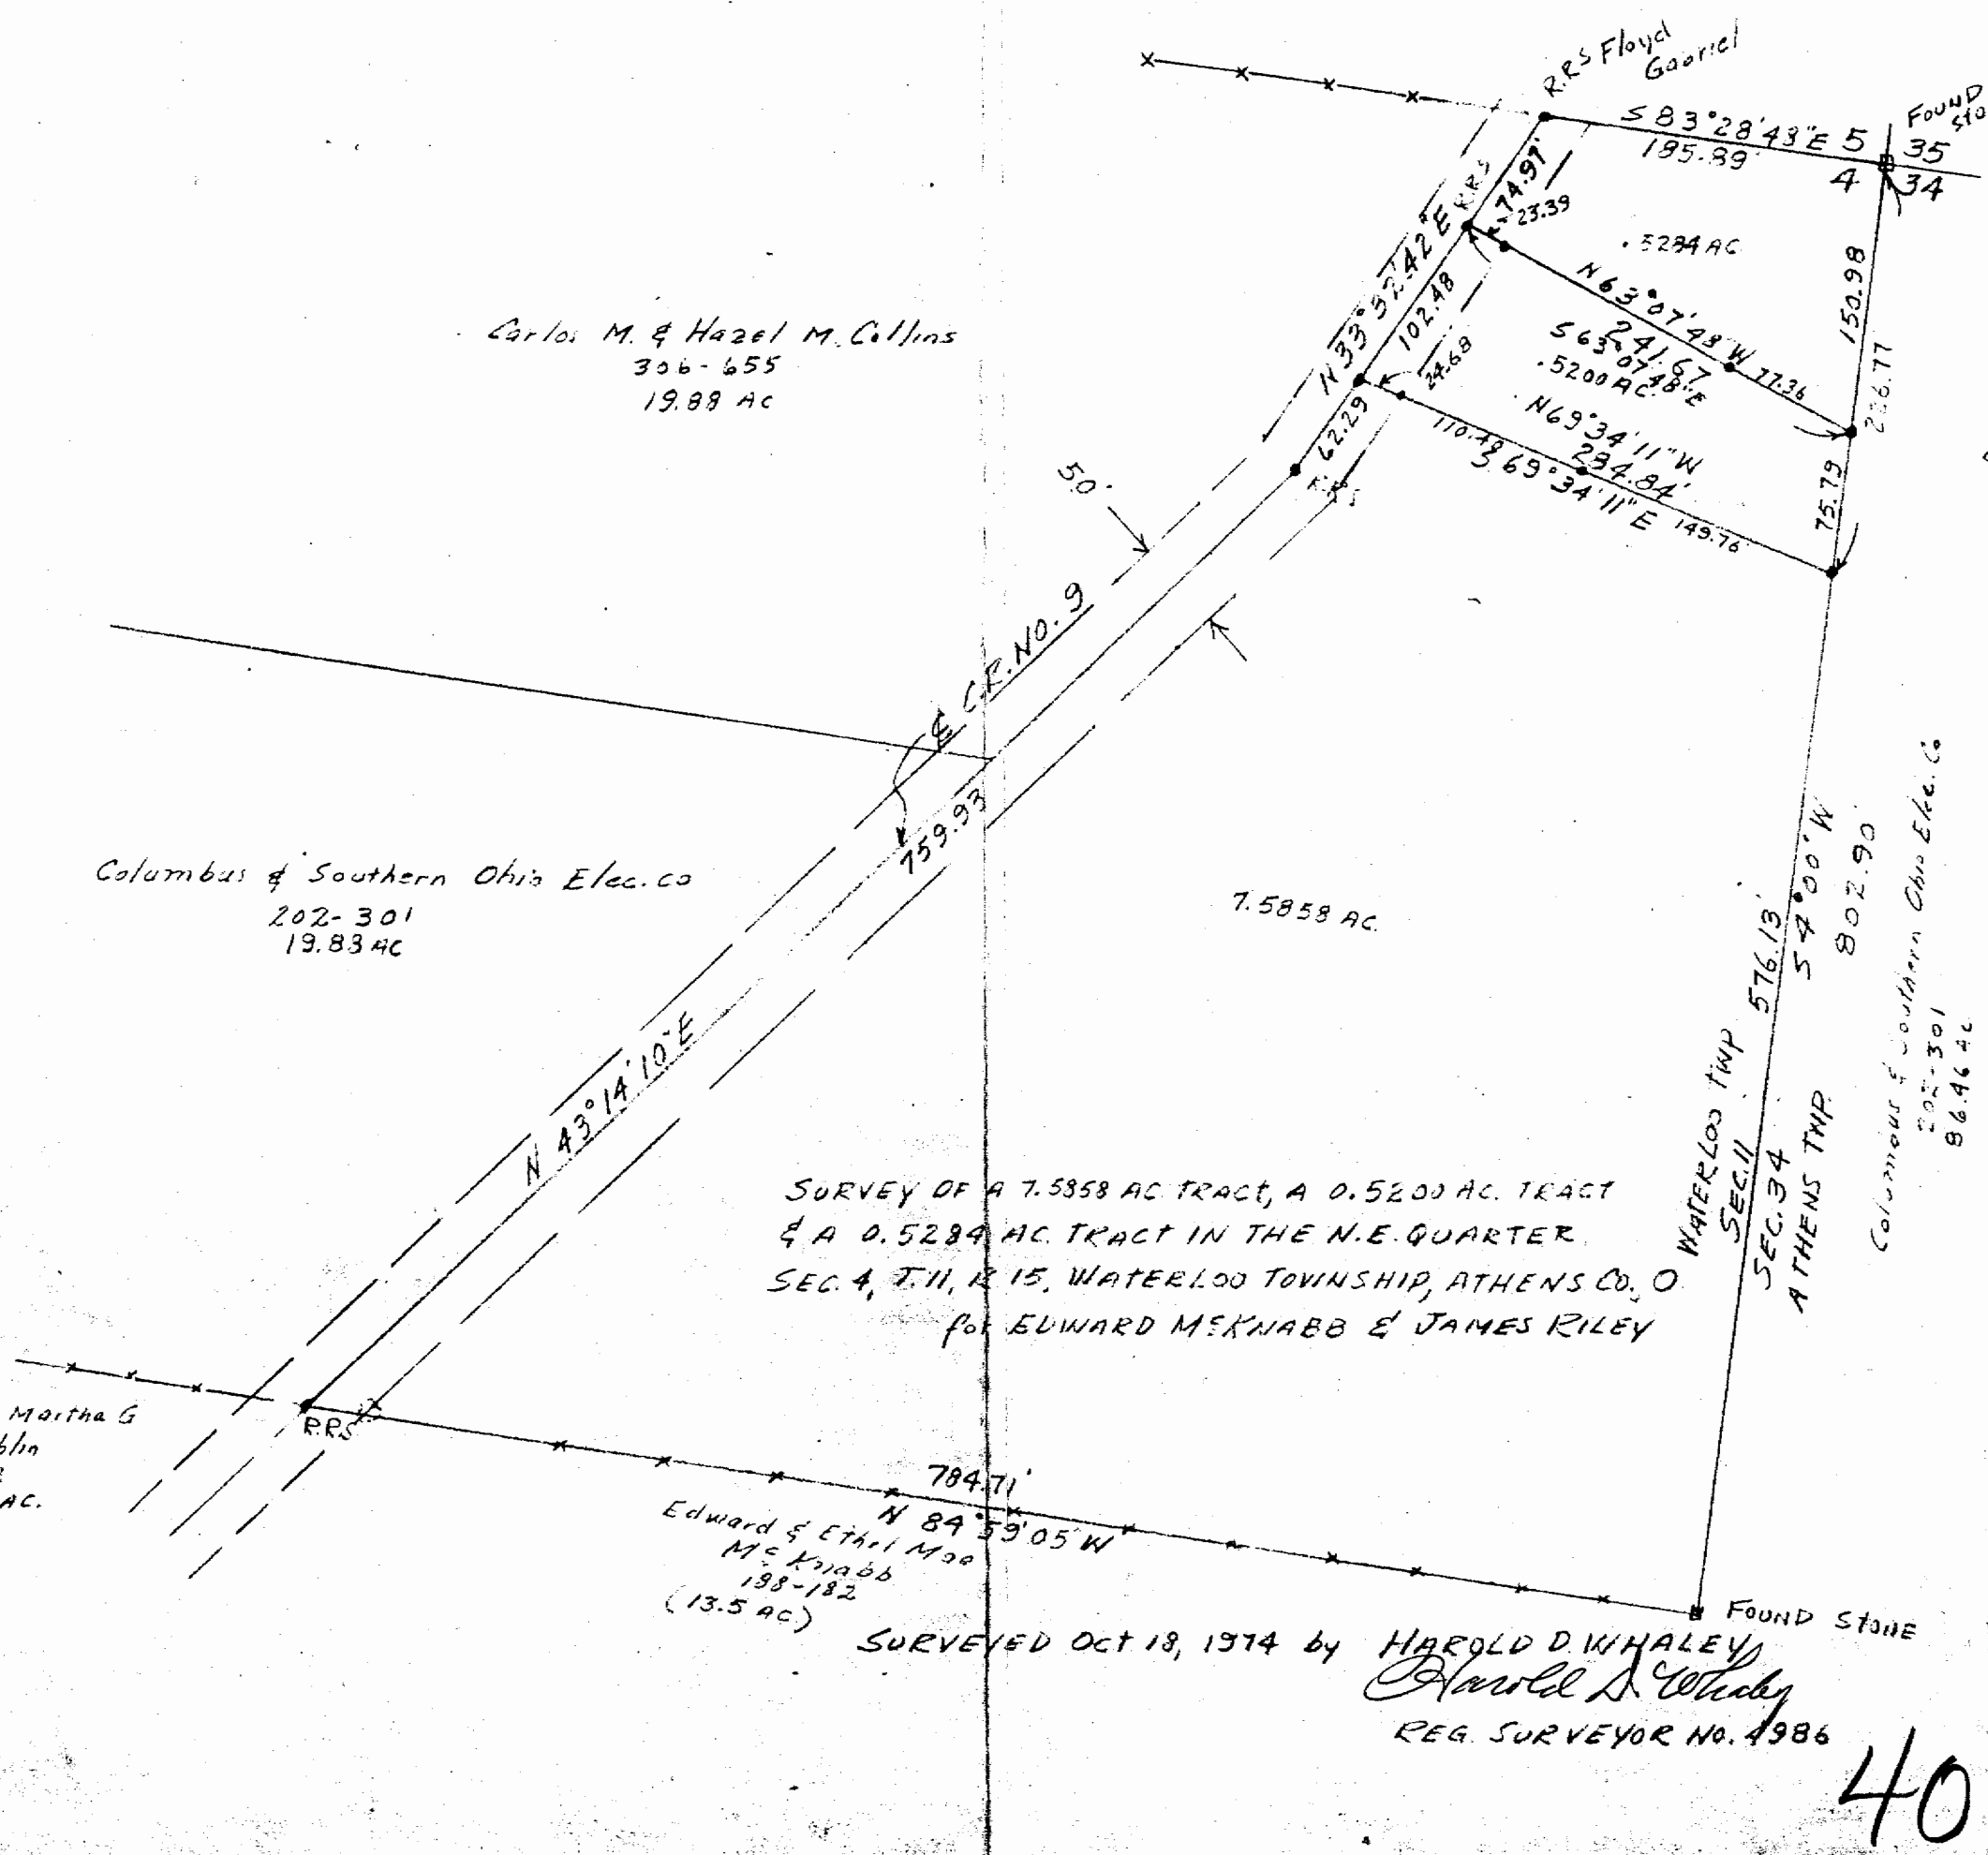 R.R.S Floyd
Gabriel
FOUND
Sto
S 83°28'43"E
185.89'
5
35
4
34
74.97'
R.R.S
23.39
.5284 AC
N 63°07'48"W
241.67
S 63°07'48"E
77.36
150.98
226.77
N 33°32'42"E
102.48
24.68
.5200 AC.
N 69°34'11"W
284.84'
110.40
S 69°34'11"E
149.76'
75.79
62.29
R.R.S
Carlos M. & Hazel M. Collins
306-655
19.88 AC
50'
℄ C.R. NO. 9
759.93
Columbus & Southern Ohio Elec. Co
202-301
19.83 AC
7.5858 AC.
N 43°14'10"E
WATERLOO TWP
SEC. 11
576.13'
SEC. 34
ATHENS TWP.
S 4°00'W
802.90'
Columbus & Southern Ohio Elec. Co
202-301
86.46 AC
SURVEY OF A 7.5858 AC TRACT, A 0.5200 AC. TRACT
& A 0.5284 AC. TRACT IN THE N.E. QUARTER
SEC. 4, T.11, R 15, WATERLOO TOWNSHIP, ATHENS CO., O
for EDWARD McKNABB & JAMES RILEY
Martha G
blin
AC.
R.R.S
784.71'
N 84°59'05"W
Edward & Ethel Mae
McKnabb
198-182
(13.5 AC.)
FOUND STONE
SURVEYED Oct 18, 1974 by HAROLD D. WHALEY
Harold D. Whaley
REG. SURVEYOR NO. 4986
40